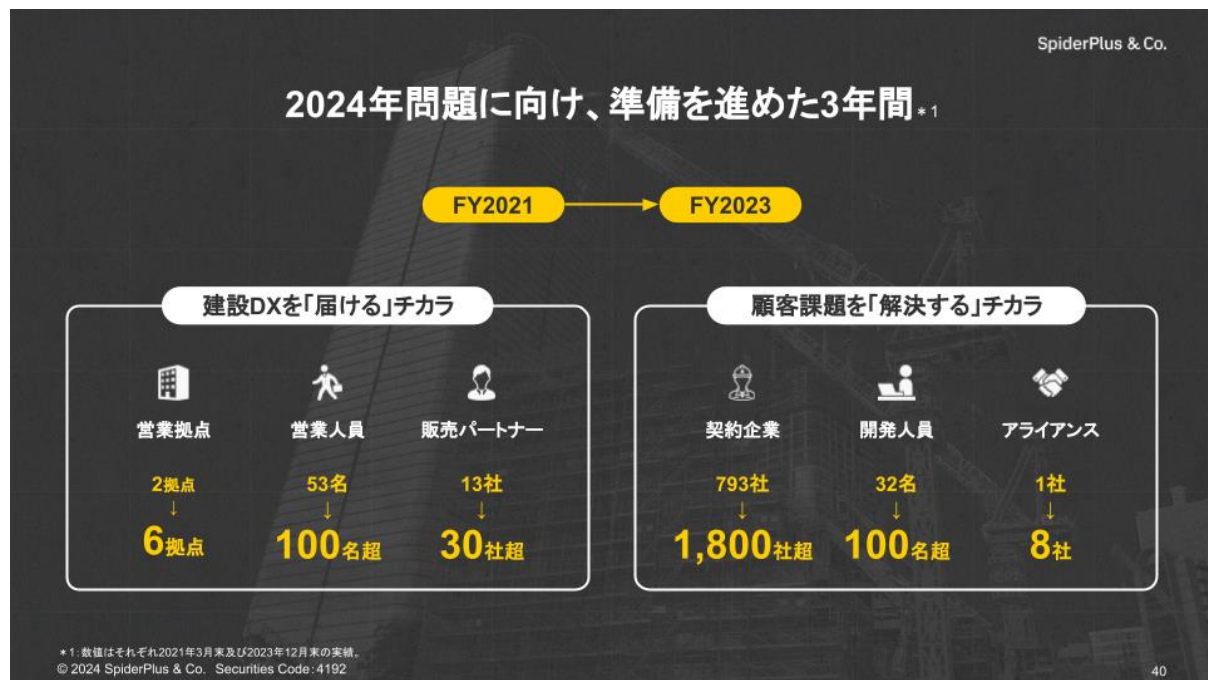 SpiderPlus & Co.
2024年問題に向け、準備を進めた3年間＊1
FY2021
FY2023
建設DXを「届ける」チカラ
営業拠点
営業人員
販売パートナー
2拠点
53名
13社
↓
↓
↓
6拠点
100名超
30社超
顧客課題を「解決する」チカラ
契約企業
開発人員
アライアンス
793社
32名
1社
↓
↓
↓
1,800社超
100名超
8社
＊1：数値はそれぞれ2021年3月末及び2023年12月末の実績。
© 2024 SpiderPlus & Co. Securities Code：4192
40